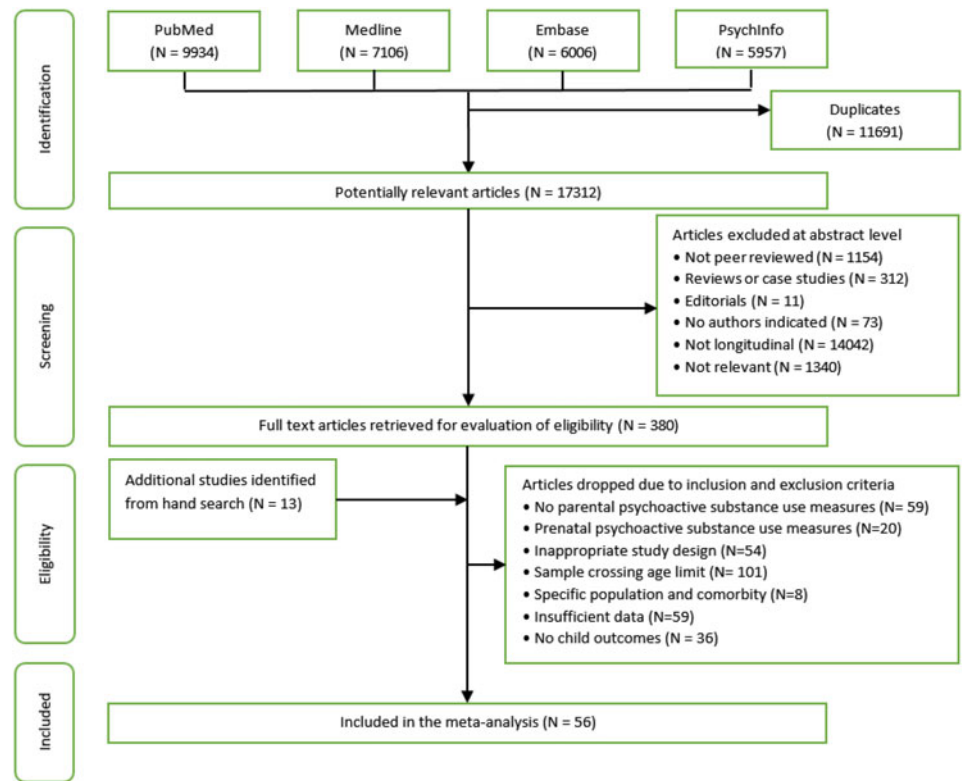 Identification
PubMed
(N = 9934)
Medline
(N = 7106)
Embase
(N = 6006)
PsychInfo
(N = 5957)
Duplicates
(N = 11691)
Potentially relevant articles (N = 17312)
Screening
Articles excluded at abstract level
• Not peer reviewed (N = 1154)
• Reviews or case studies (N = 312)
• Editorials (N = 11)
• No authors indicated (N = 73)
• Not longitudinal (N = 14042)
• Not relevant (N = 1340)
Full text articles retrieved for evaluation of eligibility (N = 380)
Eligibility
Additional studies identified
from hand search (N = 13)
Articles dropped due to inclusion and exclusion criteria
• No parental psychoactive substance use measures (N= 59)
• Prenatal psychoactive substance use measures (N=20)
• Inappropriate study design (N=54)
• Sample crossing age limit (N= 101)
• Specific population and comorbity (N=8)
• Insufficient data (N=59)
• No child outcomes (N = 36)
Included
Included in the meta-analysis (N = 56)